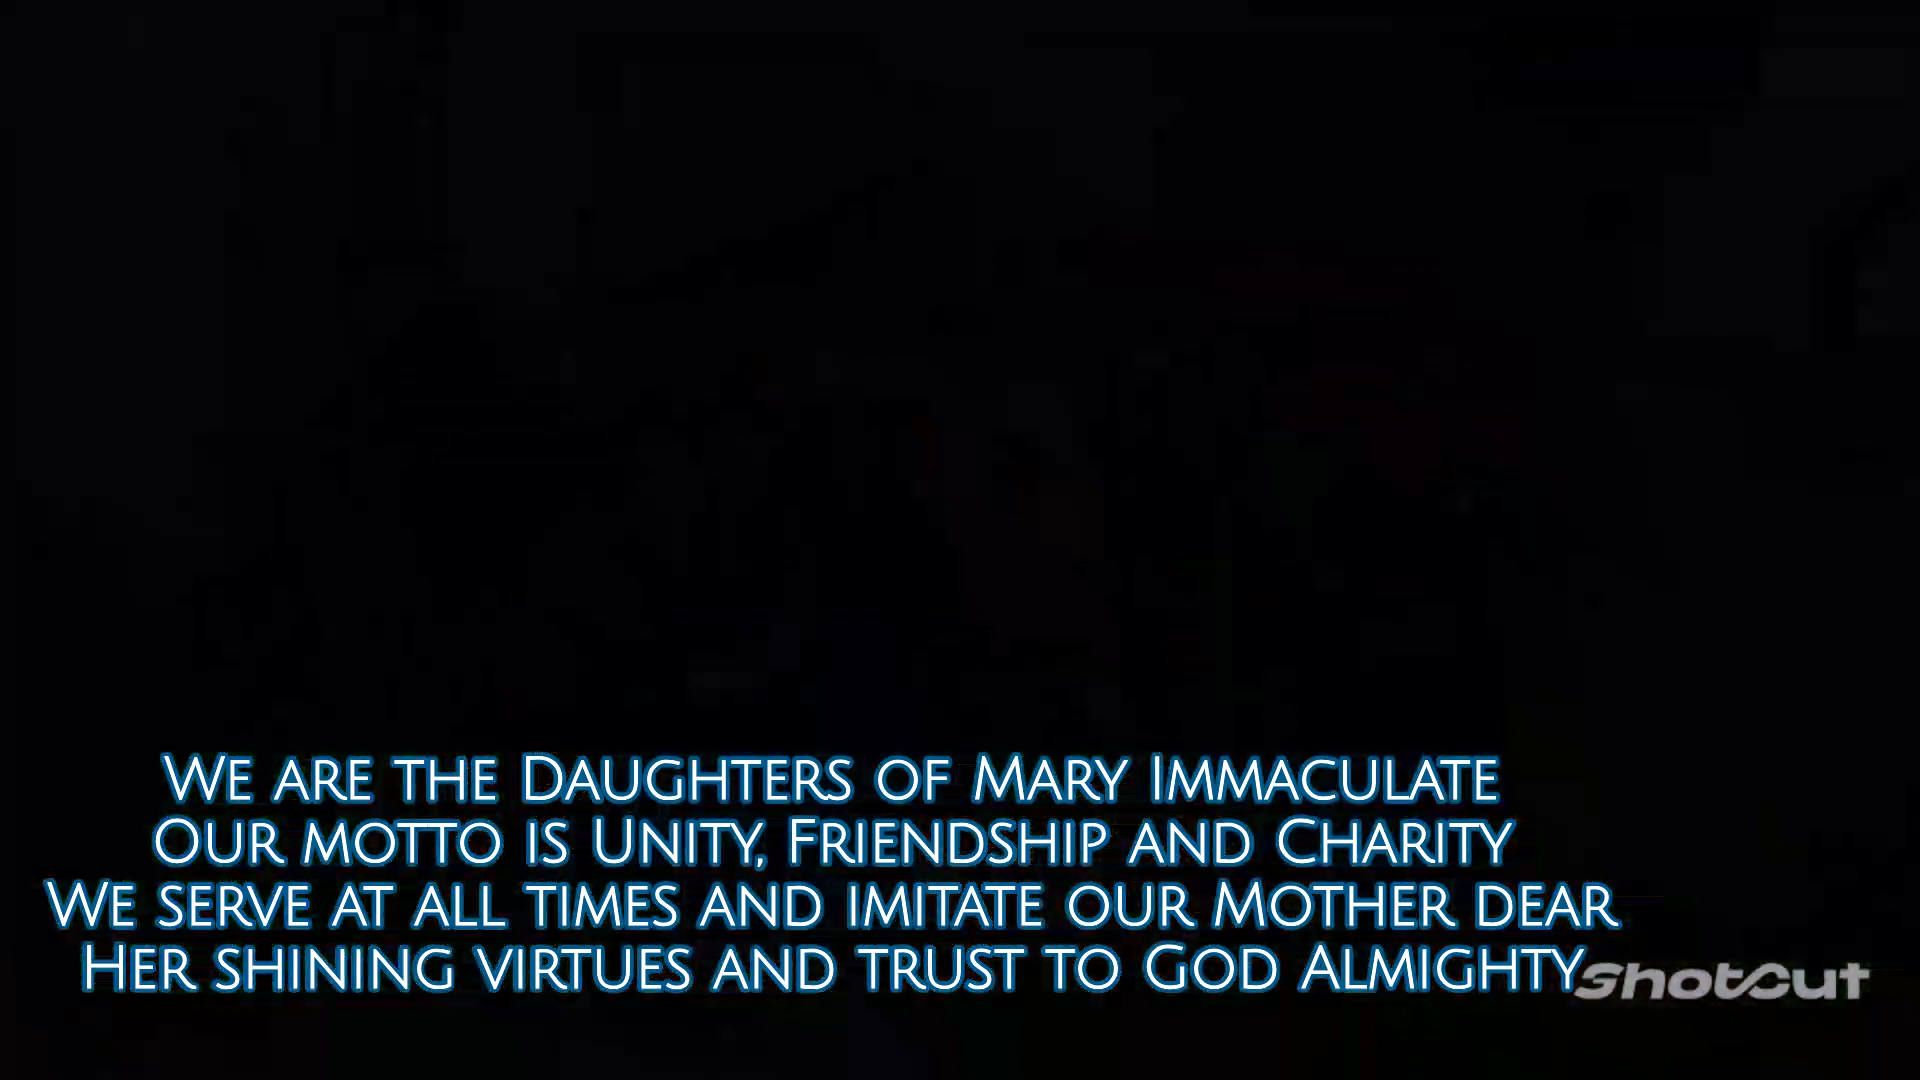 We are the Daughters of Mary Immaculate
Our motto is Unity, Friendship and Charity
We serve at all times and imitate our Mother dear
Her shining virtues and trust to God Almighty
ShotCut